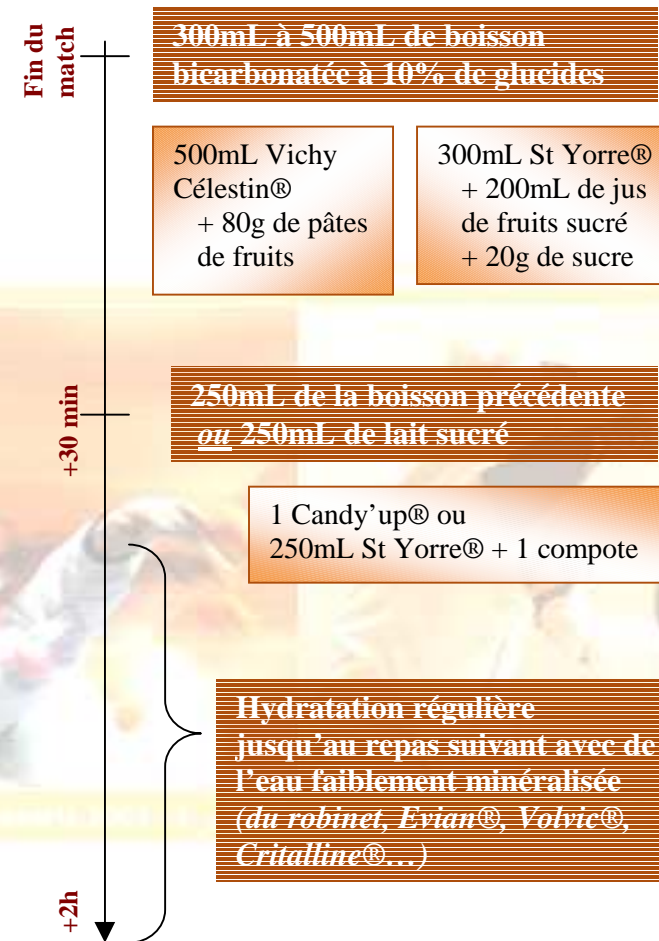 Fin du
match
300mL à 500mL de boisson
bicarbonatée à 10% de glucides
500mL Vichy
Célestin®
+ 80g de pâtes
de fruits
300mL St Yorre®
+ 200mL de jus
de fruits sucré
+ 20g de sucre
+30 min
250mL de la boisson précédente
ou 250mL de lait sucré
1 Candy’up® ou
250mL St Yorre® + 1 compote
Hydratation régulière
jusqu’au repas suivant avec de
l’eau faiblement minéralisée
(du robinet, Evian®, Volvic®,
Critalline®…)
+2h